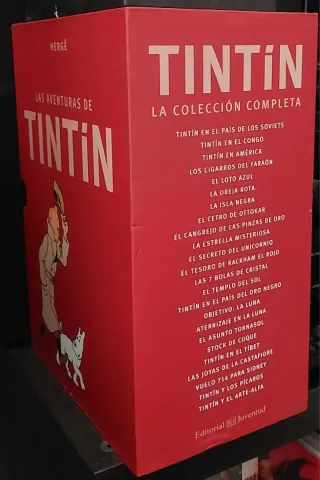 HERGÉ
LAS AVENTURAS DE
TINTíN
TINTíN
LA COLECCIÓN COMPLETA
TINTÍN EN EL PAÍS DE LOS SOVIETS
TINTÍN EN EL CONGO
TINTÍN EN AMÉRICA
LOS CIGARROS DEL FARAÓN
EL LOTO AZUL
LA OREJA ROTA
LA ISLA NEGRA
EL CETRO DE OTTOKAR
EL CANGREJO DE LAS PINZAS DE ORO
LA ESTRELLA MISTERIOSA
EL SECRETO DEL UNICORNIO
EL TESORO DE RACKHAM EL ROJO
LAS 7 BOLAS DE CRISTAL
EL TEMPLO DEL SOL
TINTÍN EN EL PAÍS DEL ORO NEGRO
OBJETIVO: LA LUNA
ATERRIZAJE EN LA LUNA
EL ASUNTO TORNASOL
STOCK DE COQUE
TINTÍN EN EL TÍBET
LAS JOYAS DE LA CASTAFIORE
VUELO 714 PARA SIDNEY
TINTÍN Y LOS PÍCAROS
TINTÍN Y EL ARTE-ALFA
Editorial Juventud